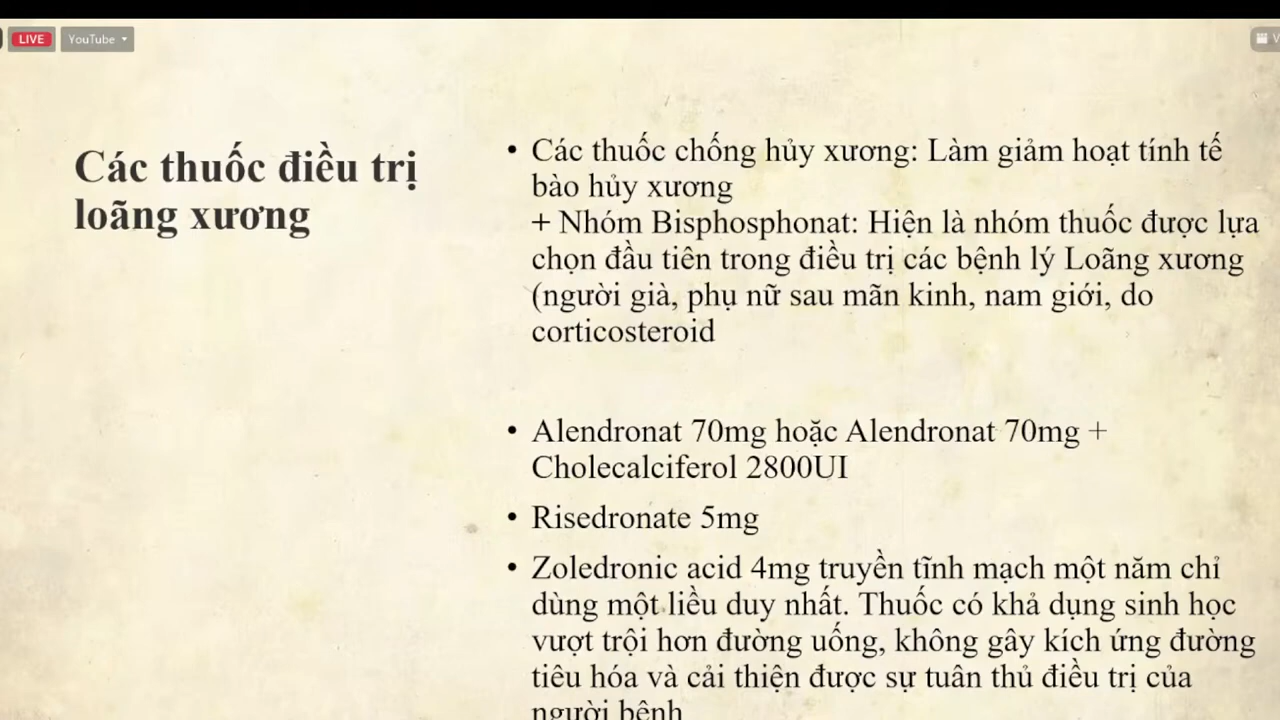 LIVE
YouTube
V
Các thuốc điều trị
loãng xương
• Các thuốc chống hủy xương: Làm giảm hoạt tính tế
bào hủy xương
+ Nhóm Bisphosphonat: Hiện là nhóm thuốc được lựa
chọn đầu tiên trong điều trị các bệnh lý Loãng xương
(người già, phụ nữ sau mãn kinh, nam giới, do
corticosteroid
• Alendronat 70mg hoặc Alendronat 70mg +
Cholecalciferol 2800UI
• Risedronate 5mg
• Zoledronic acid 4mg truyền tĩnh mạch một năm chỉ
dùng một liều duy nhất. Thuốc có khả dụng sinh học
vượt trội hơn đường uống, không gây kích ứng đường
tiêu hóa và cải thiện được sự tuân thủ điều trị của
người bệnh